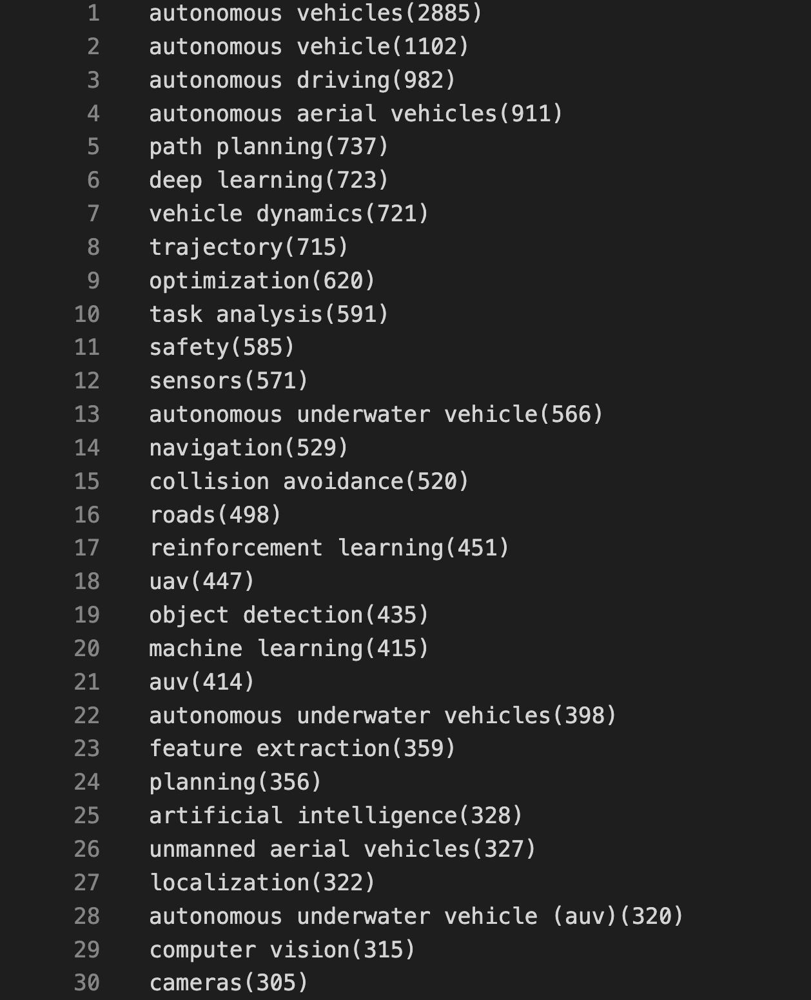 1 autonomous vehicles(2885)
2 autonomous vehicle(1102)
3 autonomous driving(982)
4 autonomous aerial vehicles(911)
5 path planning(737)
6 deep learning(723)
7 vehicle dynamics(721)
8 trajectory(715)
9 optimization(620)
10 task analysis(591)
11 safety(585)
12 sensors(571)
13 autonomous underwater vehicle(566)
14 navigation(529)
15 collision avoidance(520)
16 roads(498)
17 reinforcement learning(451)
18 uav(447)
19 object detection(435)
20 machine learning(415)
21 auv(414)
22 autonomous underwater vehicles(398)
23 feature extraction(359)
24 planning(356)
25 artificial intelligence(328)
26 unmanned aerial vehicles(327)
27 localization(322)
28 autonomous underwater vehicle (auv)(320)
29 computer vision(315)
30 cameras(305)